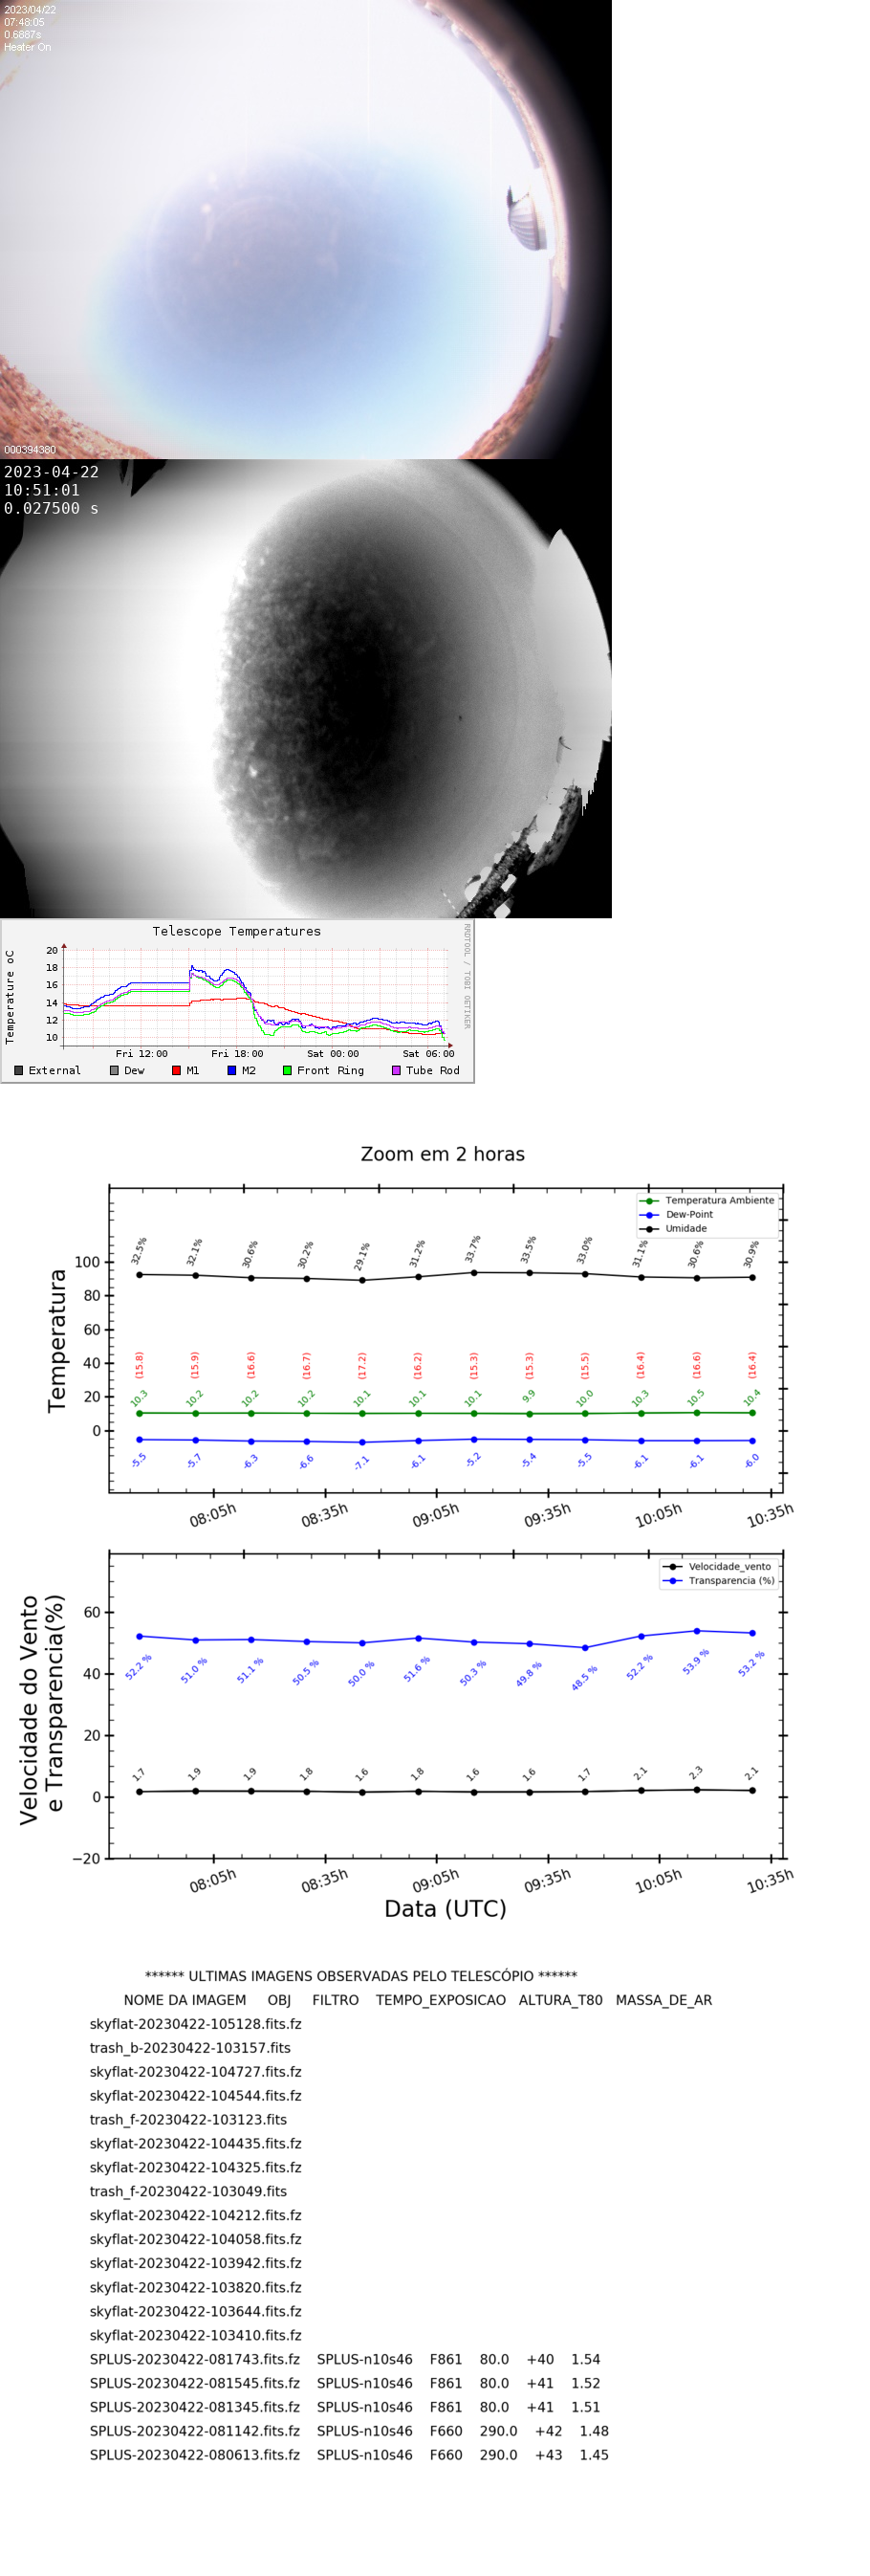 2023/04/22
07:48:05
0.6887s
Heater On
000394380
2023-04-22
10:51:01
0.027500 s
Telescope Temperatures
RRDTOOL / TOBI OETIKER
Temperature oC
20
18
16
14
12
10
Fri 12:00 Fri 18:00 Sat 00:00 Sat 06:00
External Dew M1 M2 Front Ring Tube Rod
Zoom em 2 horas
Temperatura Ambiente
Dew-Point
Umidade
Temperatura
100
80
60
40
20
0
32.5% 32.1% 30.6% 30.2% 29.1% 31.2% 33.7% 33.5% 33.0% 31.1% 30.6% 30.9%
(15.8) (15.9) (16.6) (16.7) (17.2) (16.2) (15.3) (15.3) (15.5) (16.4) (16.6) (16.4)
10.3 10.2 10.2 10.2 10.1 10.1 10.1 9.9 10.0 10.3 10.5 10.4
-5.5 -5.7 -6.3 -6.6 -7.1 -6.1 -5.2 -5.4 -5.5 -6.1 -6.1 -6.0
08:05h 08:35h 09:05h 09:35h 10:05h 10:35h
Velocidade_vento
Transparencia (%)
Velocidade do Vento
e Transparencia(%)
60
40
20
0
−20
52.2 % 51.0 % 51.1 % 50.5 % 50.0 % 51.6 % 50.3 % 49.8 % 48.5 % 52.2 % 53.9 % 53.2 %
1.7 1.9 1.9 1.8 1.6 1.8 1.6 1.6 1.7 2.1 2.3 2.1
08:05h 08:35h 09:05h 09:35h 10:05h 10:35h
Data (UTC)
****** ULTIMAS IMAGENS OBSERVADAS PELO TELESCÓPIO ******
NOME DA IMAGEM OBJ FILTRO TEMPO_EXPOSICAO ALTURA_T80 MASSA_DE_AR
skyflat-20230422-105128.fits.fz
trash_b-20230422-103157.fits
skyflat-20230422-104727.fits.fz
skyflat-20230422-104544.fits.fz
trash_f-20230422-103123.fits
skyflat-20230422-104435.fits.fz
skyflat-20230422-104325.fits.fz
trash_f-20230422-103049.fits
skyflat-20230422-104212.fits.fz
skyflat-20230422-104058.fits.fz
skyflat-20230422-103942.fits.fz
skyflat-20230422-103820.fits.fz
skyflat-20230422-103644.fits.fz
skyflat-20230422-103410.fits.fz
SPLUS-20230422-081743.fits.fz SPLUS-n10s46 F861 80.0 +40 1.54
SPLUS-20230422-081545.fits.fz SPLUS-n10s46 F861 80.0 +41 1.52
SPLUS-20230422-081345.fits.fz SPLUS-n10s46 F861 80.0 +41 1.51
SPLUS-20230422-081142.fits.fz SPLUS-n10s46 F660 290.0 +42 1.48
SPLUS-20230422-080613.fits.fz SPLUS-n10s46 F660 290.0 +43 1.45